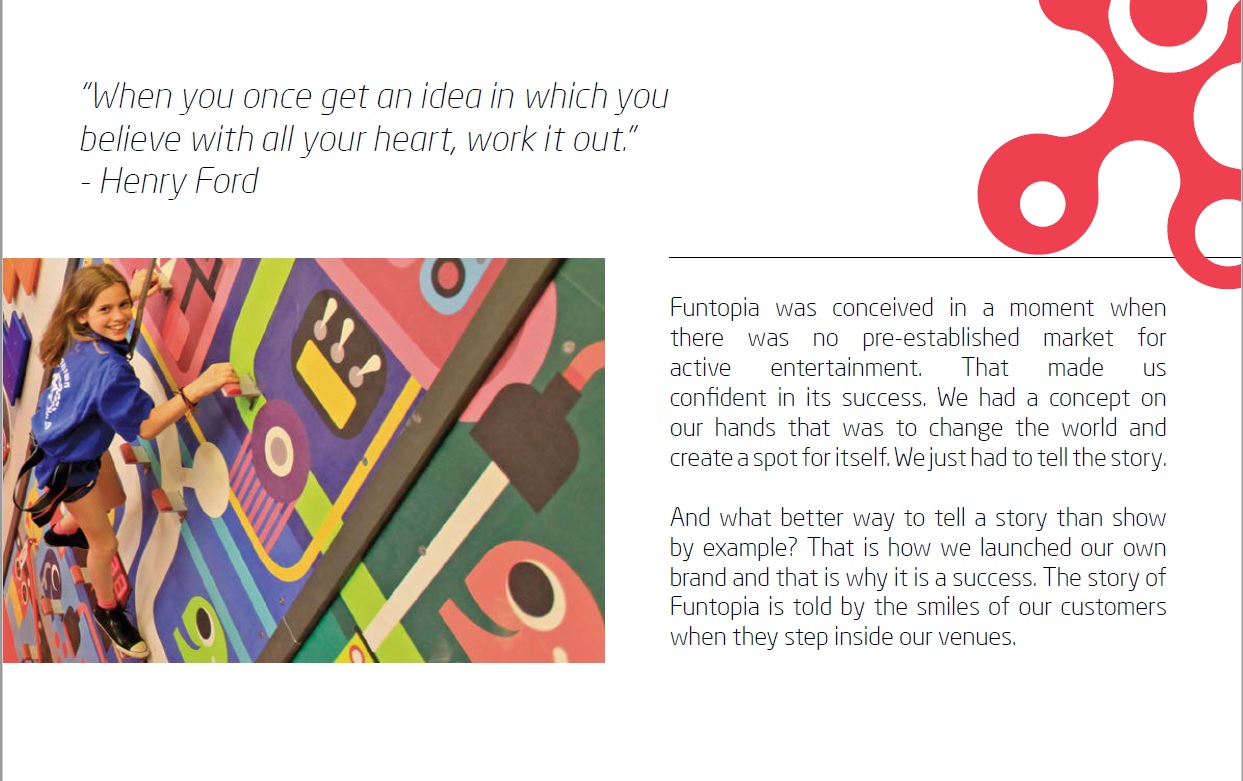 “When you once get an idea in which you
believe with all your heart, work it out.”
- Henry Ford
Funtopia was conceived in a moment when
there was no pre-established market for
active entertainment. That made us
confident in its success. We had a concept on
our hands that was to change the world and
create a spot for itself. We just had to tell the story.
And what better way to tell a story than show
by example? That is how we launched our own
brand and that is why it is a success. The story of
Funtopia is told by the smiles of our customers
when they step inside our venues.